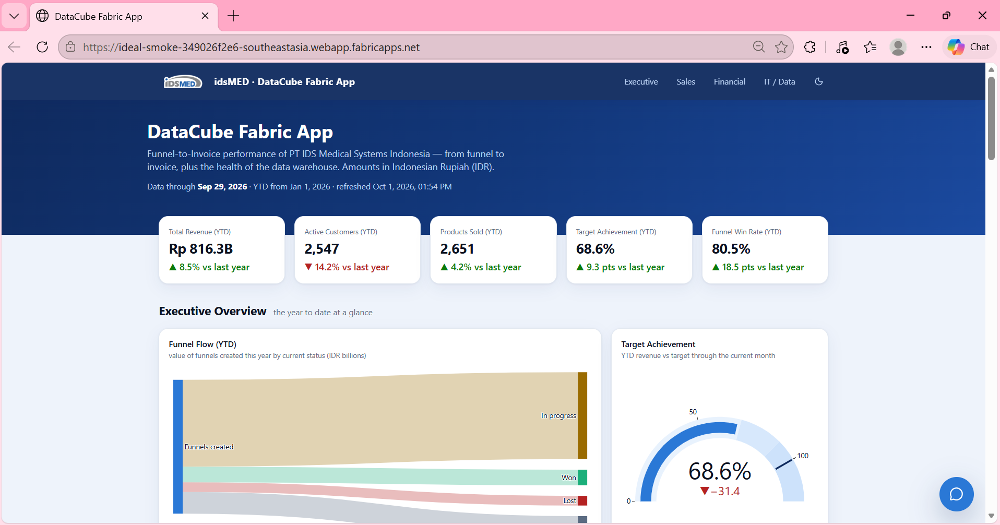 DataCube Fabric App
https://ideal-smoke-349026f2e6-southeastasia.webapp.fabricapps.net
Chat
iDSMED
idsMED · DataCube Fabric App
Executive
Sales
Financial
IT / Data
DataCube Fabric App
Funnel-to-Invoice performance of PT IDS Medical Systems Indonesia — from funnel to
invoice, plus the health of the data warehouse. Amounts in Indonesian Rupiah (IDR).
Data through Sep 29, 2026 · YTD from Jan 1, 2026 · refreshed Oct 1, 2026, 01:54 PM
Total Revenue (YTD)
Rp 816.3B
▲ 8.5% vs last year
Active Customers (YTD)
2,547
▼ 14.2% vs last year
Products Sold (YTD)
2,651
▲ 4.2% vs last year
Target Achievement (YTD)
68.6%
▲ 9.3 pts vs last year
Funnel Win Rate (YTD)
80.5%
▲ 18.5 pts vs last year
Executive Overview the year to date at a glance
Funnel Flow (YTD)
value of funnels created this year by current status (IDR billions)
In progress
Funnels created
Won
Lost
Target Achievement
YTD revenue vs target through the current month
50
100
68.6%
▼−31.4
0